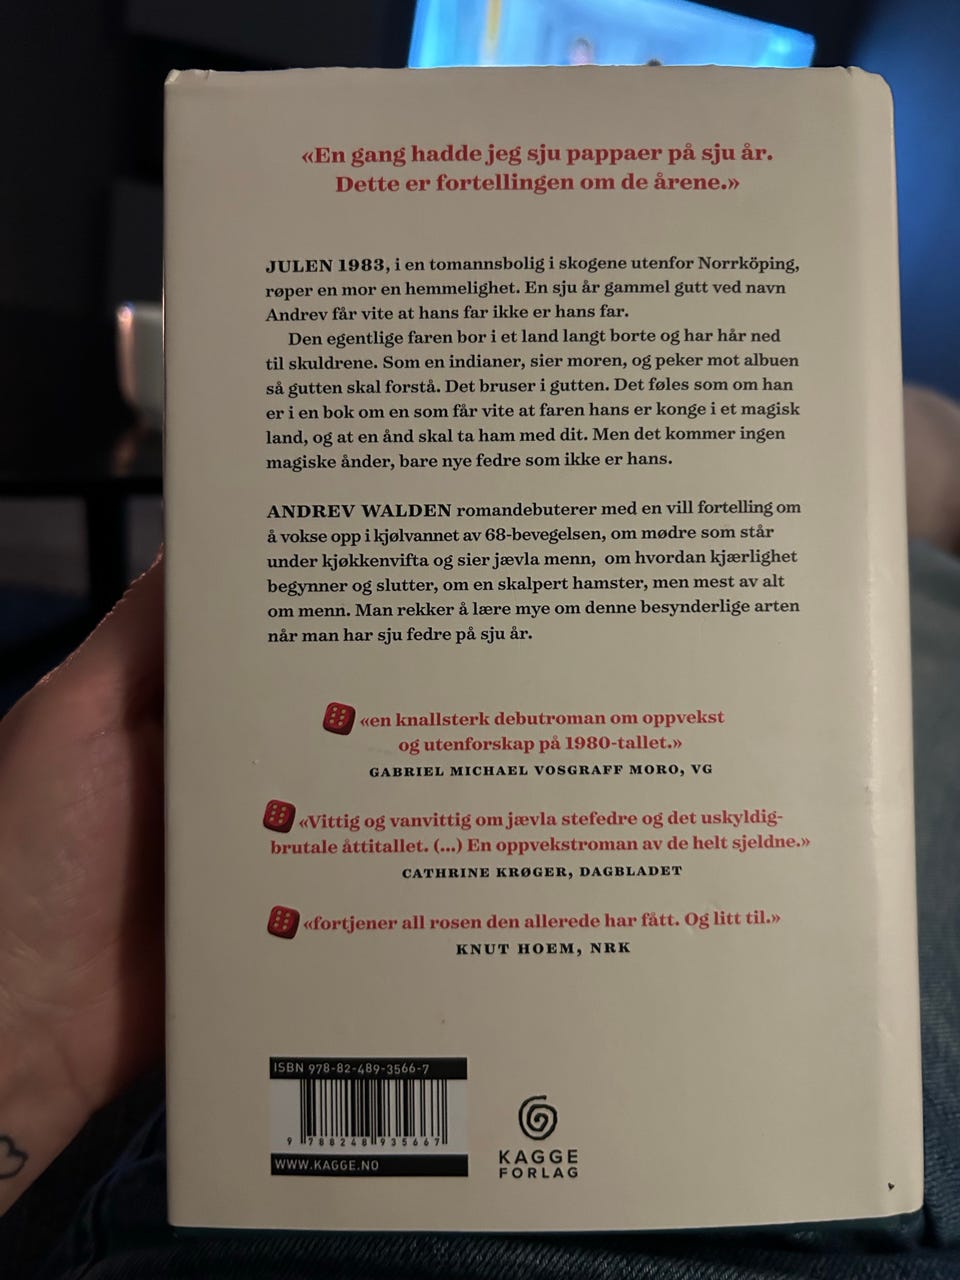 «En gang hadde jeg sju pappaer på sju år.
Dette er fortellingen om de årene.»
JULEN 1983, i en tomannsbolig i skogene utenfor Norrköping,
røper en mor en hemmelighet. En sju år gammel gutt ved navn
Andrev får vite at hans far ikke er hans far.
Den egentlige faren bor i et land langt borte og har hår ned
til skuldrene. Som en indianer, sier moren, og peker mot albuen
så gutten skal forstå. Det bruser i gutten. Det føles som om han
er i en bok om en som får vite at faren hans er konge i et magisk
land, og at en ånd skal ta ham med dit. Men det kommer ingen
magiske ånder, bare nye fedre som ikke er hans.
ANDREV WALDEN romandebuterer med en vill fortelling om
å vokse opp i kjølvannet av 68-bevegelsen, om mødre som står
under kjøkkenvifta og sier jævla menn, om hvordan kjærlighet
begynner og slutter, om en skalpert hamster, men mest av alt
om menn. Man rekker å lære mye om denne besynderlige arten
når man har sju fedre på sju år.
«en knallsterk debutroman om oppvekst
og utenforskap på 1980-tallet.»
GABRIEL MICHAEL VOSGRAFF MORO, VG
«Vittig og vanvittig om jævla stefedre og det uskyldig-
brutale åttitallet. (...) En oppvekstroman av de helt sjeldne.»
CATHRINE KRØGER, DAGBLADET
«fortjener all rosen den allerede har fått. Og litt til.»
KNUT HOEM, NRK
ISBN 978-82-489-3566-7
9 788248 935667
WWW.KAGGE.NO
KAGGE
FORLAG